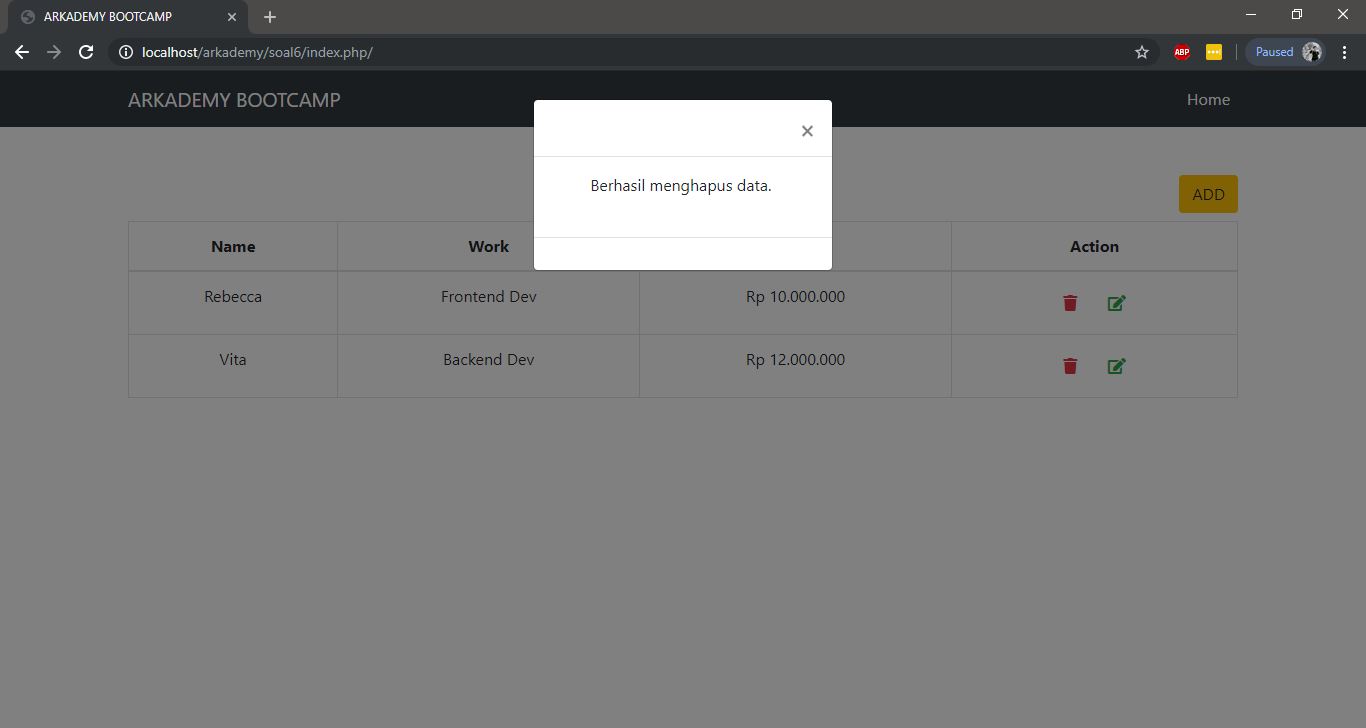 ARKADEMY BOOTCAMP
localhost/arkademy/soal6/index.php/
ABP
Paused
ARKADEMY BOOTCAMP
Home
×
Berhasil menghapus data.
ADD
Name Work Action
Rebecca Frontend Dev Rp 10.000.000
Vita Backend Dev Rp 12.000.000